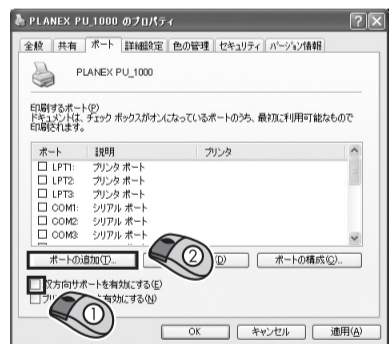 PLANEX PU_1000 のプロパティ
?
×
全般 共有 ポート 詳細設定 色の管理 セキュリティ バージョン情報
PLANEX PU_1000
印刷するポート(P)
ドキュメントは、チェック ボックスがオンになっているポートのうち、最初に利用可能なもので
印刷されます。
ポート 説明 プリンタ
LPT1: プリンタ ポート
LPT2: プリンタ ポート
LPT3: プリンタ ポート
COM1: シリアル ポート
COM2: シリアル ポート
COM3: シリアル ポート
ポートの追加(T)... ② (D) ポートの構成(C)...
双方向サポートを有効にする(E)
を有効にする(N)
①
OK キャンセル 適用(A)